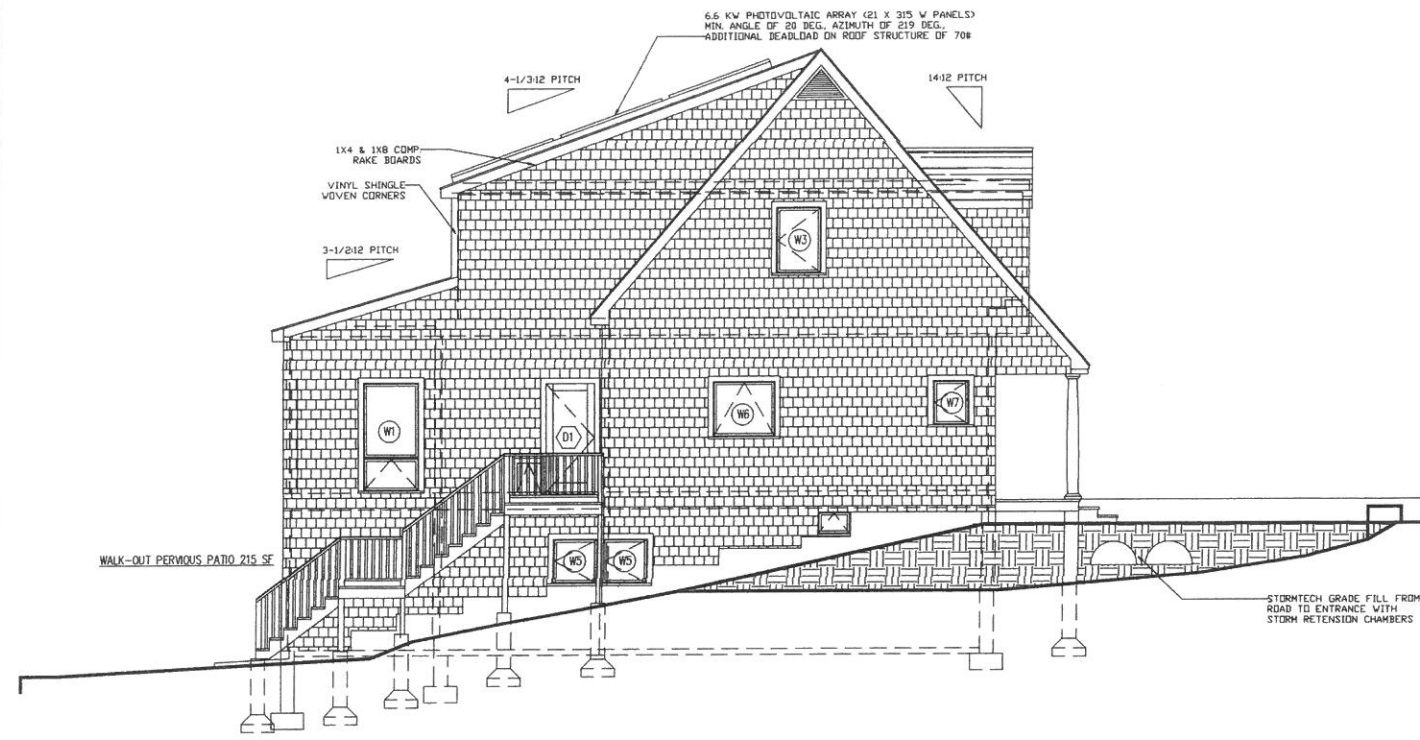 6.6 KW PHOTOVOLTAIC ARRAY (21 X 315 W PANELS)
MIN. ANGLE OF 20 DEG., AZIMUTH OF 219 DEG.,
ADDITIONAL DEADLOAD ON ROOF STRUCTURE OF 70#
4-1/3:12 PITCH
14:12 PITCH
1X4 & 1X8 COMP.
RAKE BOARDS
VINYL SHINGLE
WOVEN CORNERS
3-1/2:12 PITCH
W3
W1
D1
W6
W7
W5
W5
WALK-OUT PERVIOUS PATIO 215 SF
STORMTECH GRADE FILL FROM
ROAD TO ENTRANCE WITH
STORM RETENSION CHAMBERS